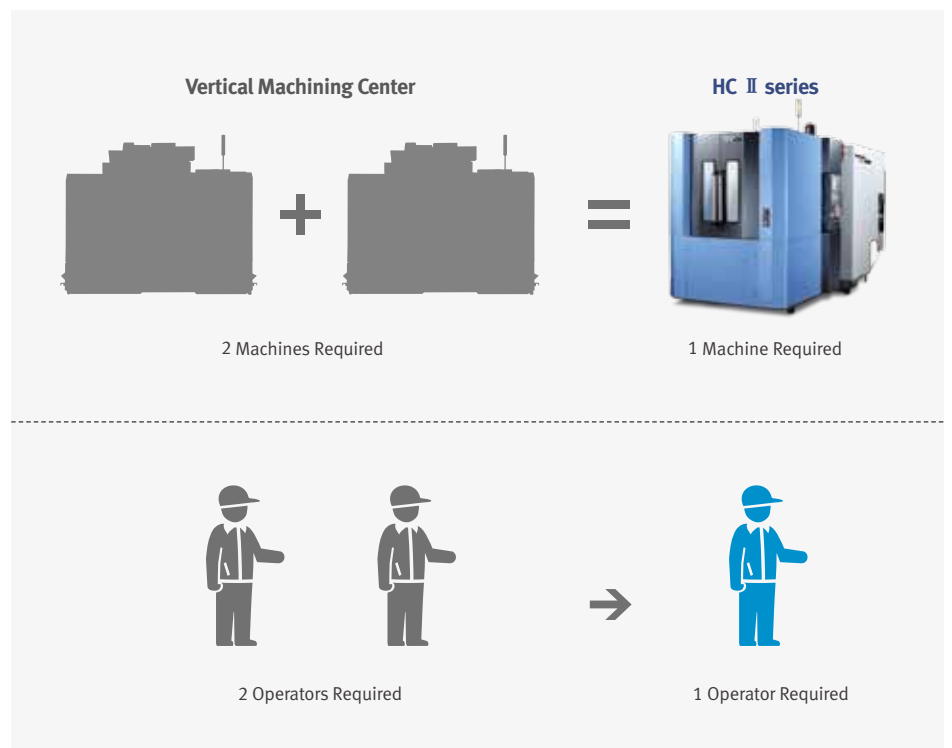 Vertical Machining Center
HC Ⅱ series
2 Machines Required
1 Machine Required
2 Operators Required
1 Operator Required